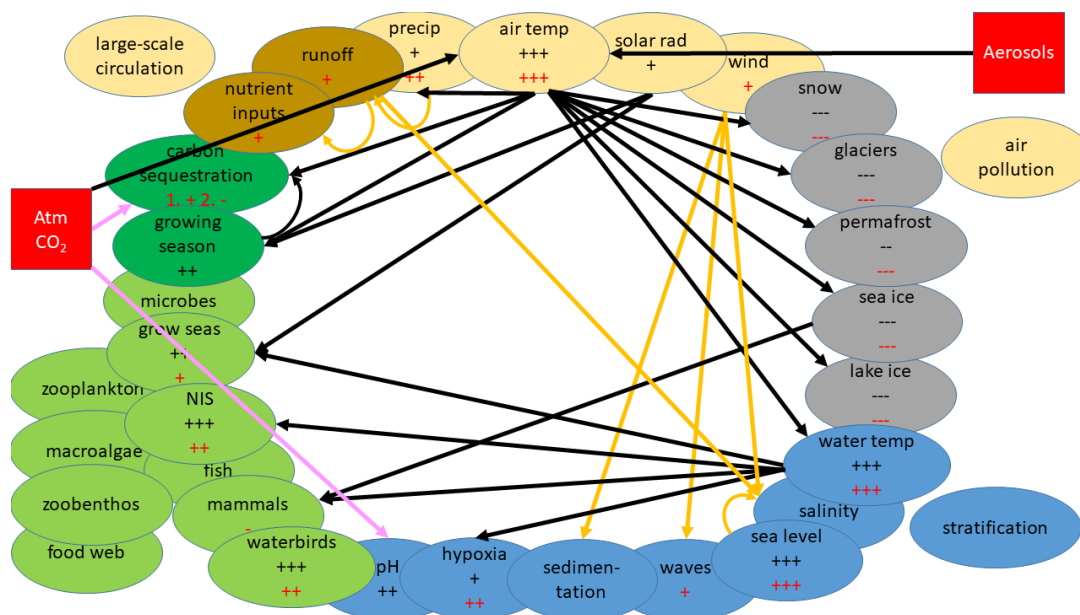 large-scale
circulation
precip
+
++
air temp
+++
+++
solar rad
+
wind
+
Aerosols
runoff
+
nutrient
inputs
+
snow
---
---
glaciers
---
---
air
pollution
carbon
sequestration
1. + 2. -
Atm
CO2
growing
season
++
permafrost
--
---
microbes
sea ice
---
---
grow seas
++
+
zooplankton
lake ice
---
---
NIS
+++
++
macroalgae
fish
water temp
+++
+++
zoobenthos
mammals
-
salinity
stratification
food web
waterbirds
+++
++
pH
++
hypoxia
+
++
sedimen-
tation
waves
+
sea level
+++
+++